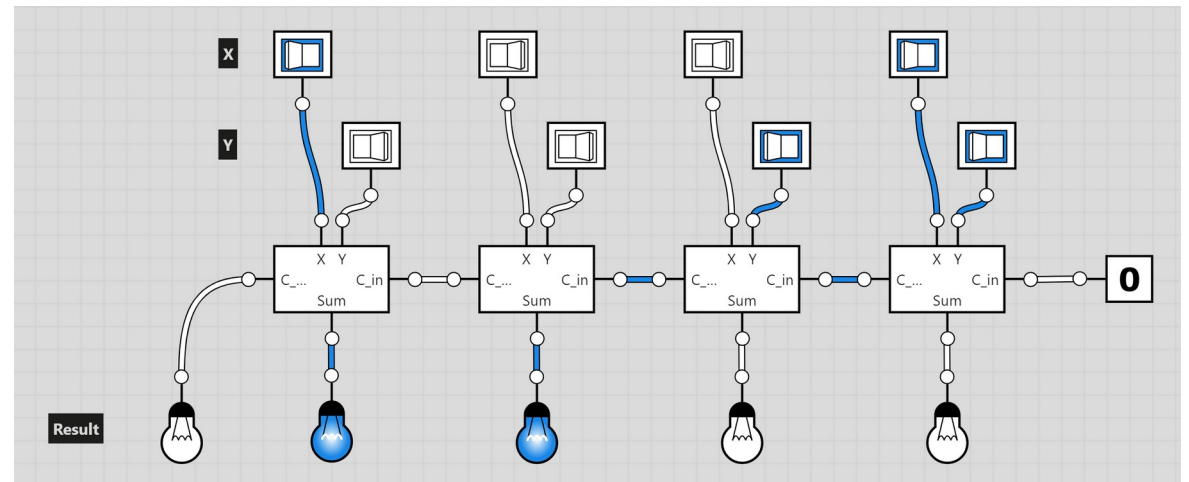 X
Y
X Y X Y X Y X Y
C_... C_in C_... C_in C_... C_in C_... C_in 0
Sum Sum Sum Sum
Result